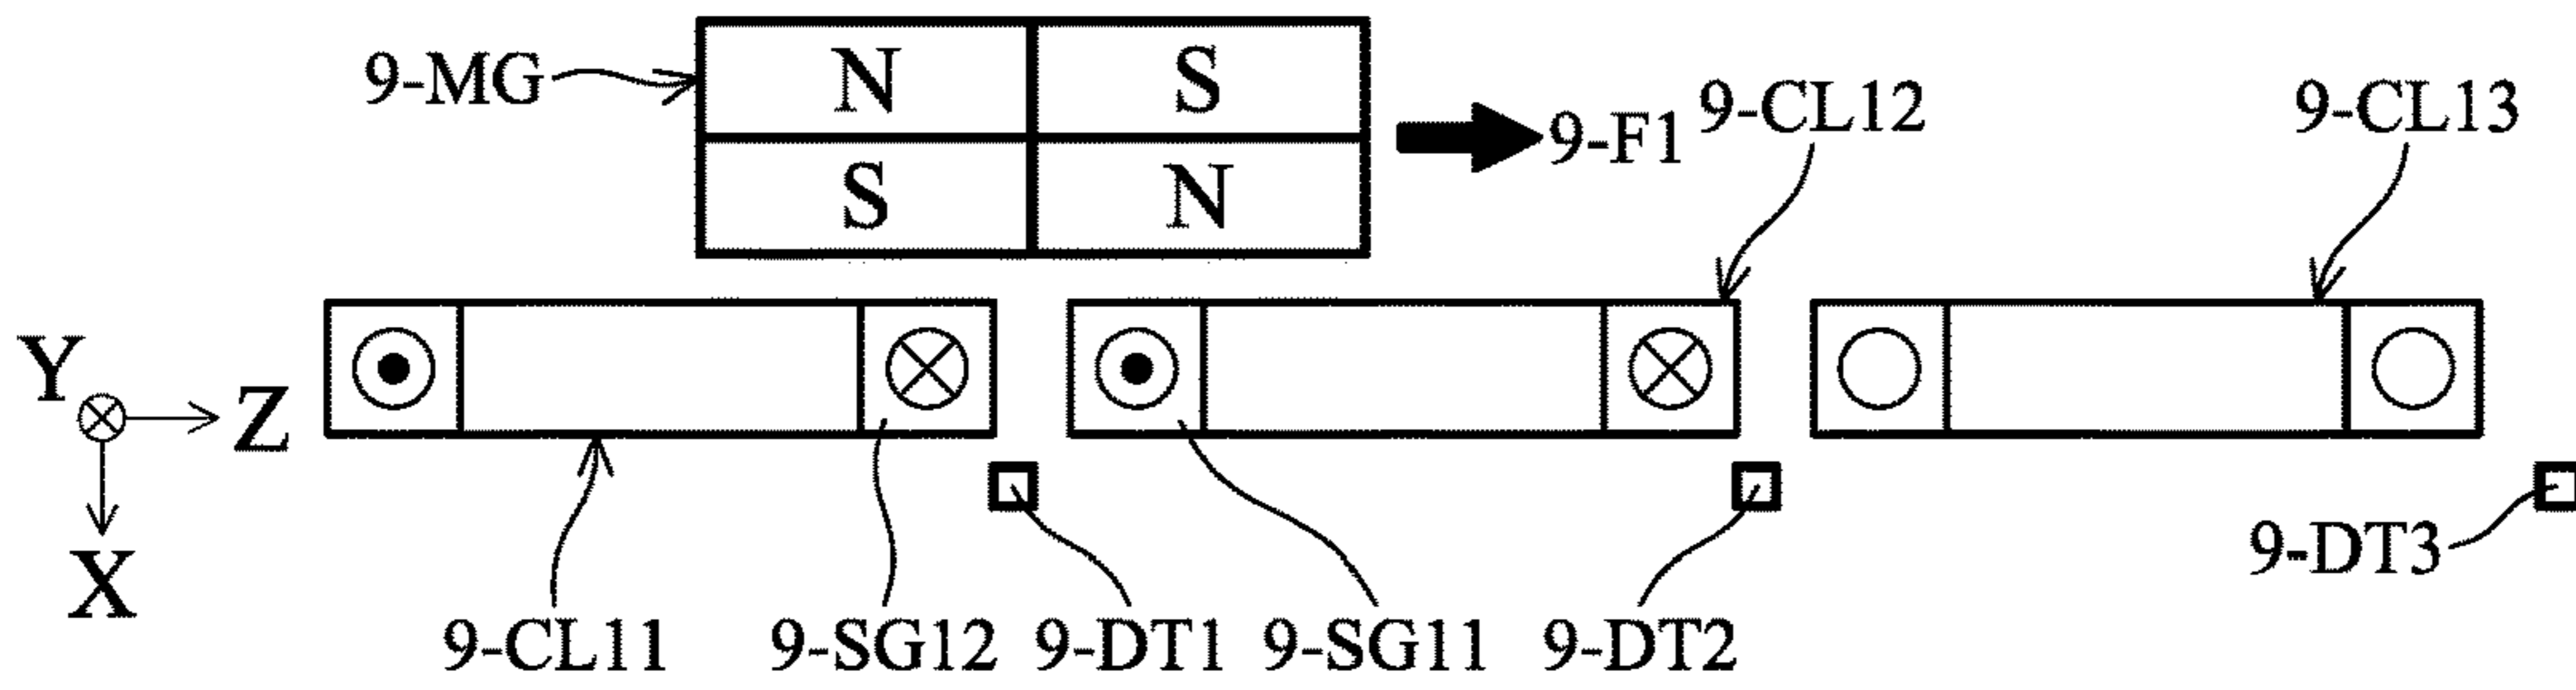 N S
9-MG
9-F1
9-CL12
9-CL13
S N
Y
Z
X
9-DT3
9-CL11
9-SG12
9-DT1
9-SG11
9-DT2